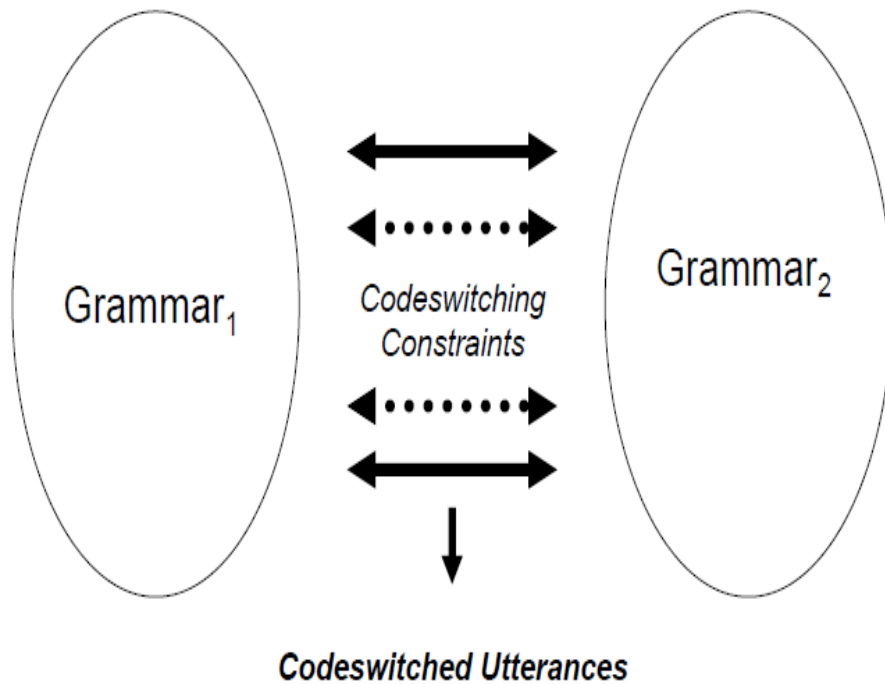 Grammar₁
Grammar₂
Codeswitching
Constraints
Codeswitched Utterances